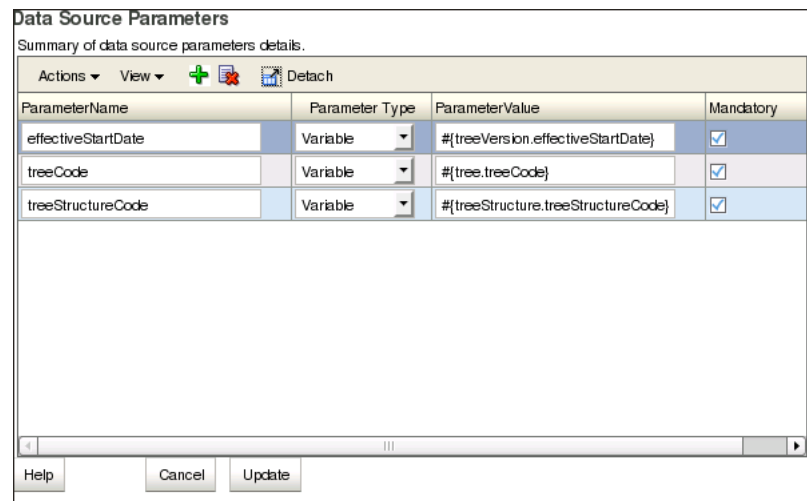 Data Source Parameters
Summary of data source parameters details.
Actions View Detach
ParameterName Parameter Type ParameterValue Mandatory
effectiveStartDate Variable #{treeVersion.effectiveStartDate}
treeCode Variable #{tree.treeCode}
treeStructureCode Variable #{treeStructure.treeStructureCode}
Help Cancel Update